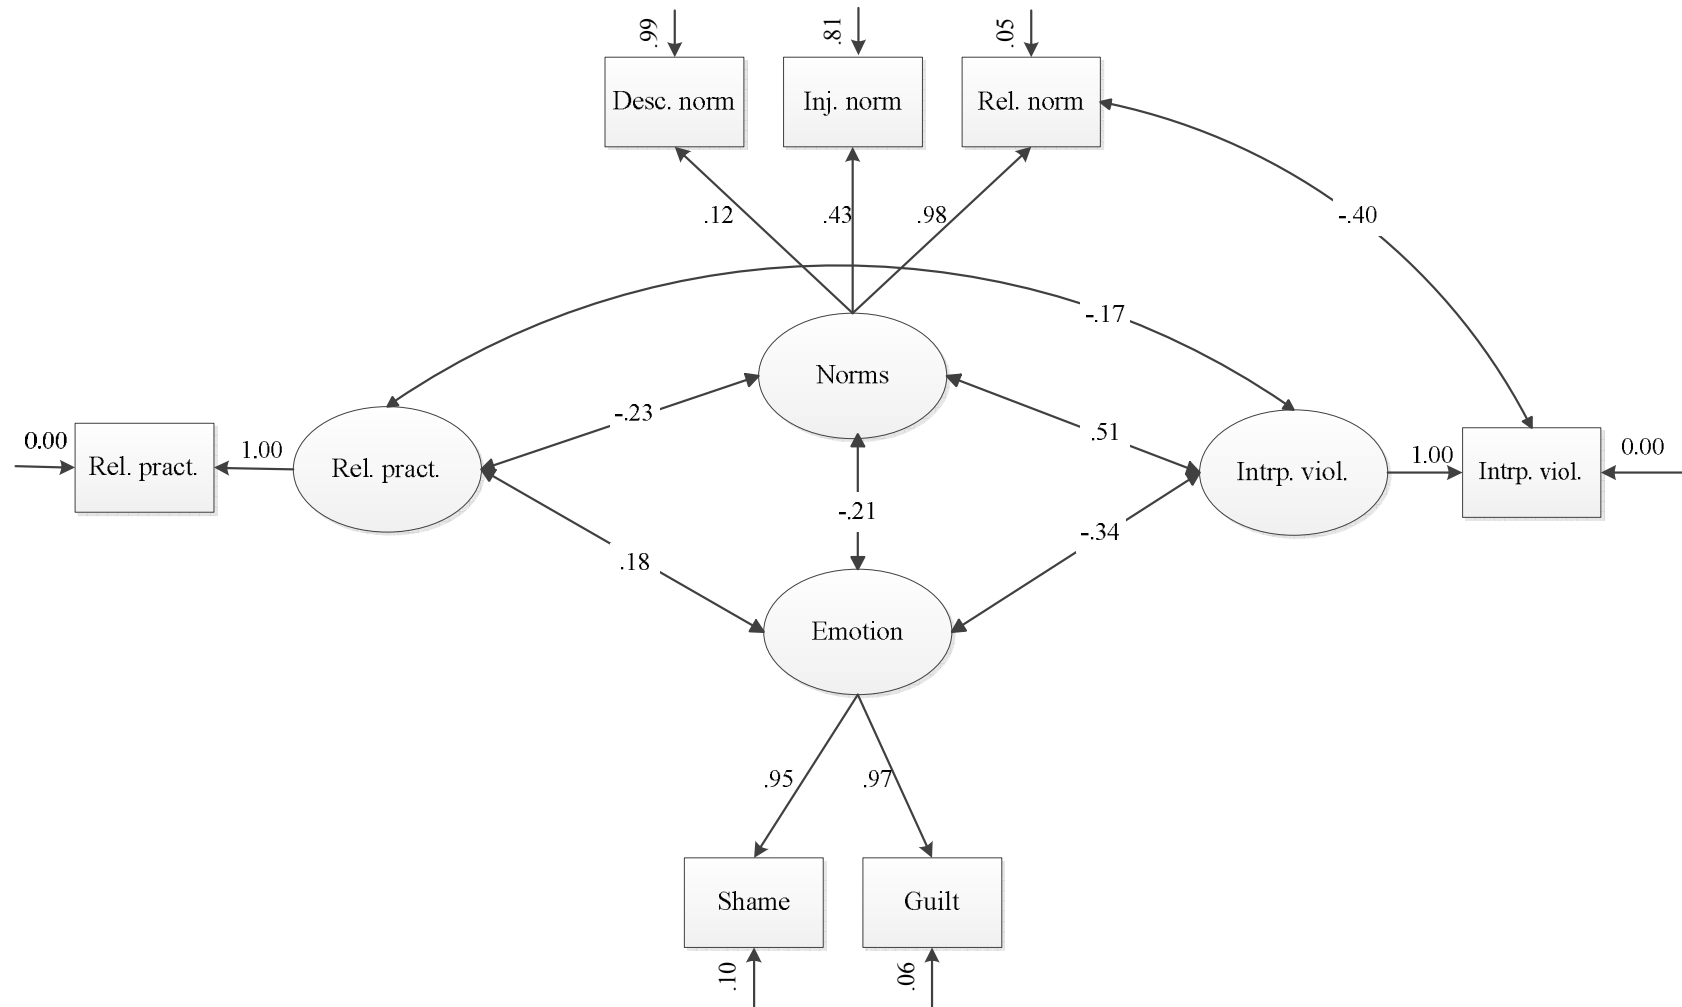 .99
.81
.05
Desc. norm
Inj. norm
Rel. norm
.12
.43
.98
-.40
-.17
Norms
-.23
.51
0.00
Rel. pract.
1.00
Rel. pract.
Intrp. viol.
1.00
Intrp. viol.
0.00
-.21
.18
-.34
Emotion
.95
.97
Shame
Guilt
.10
.06